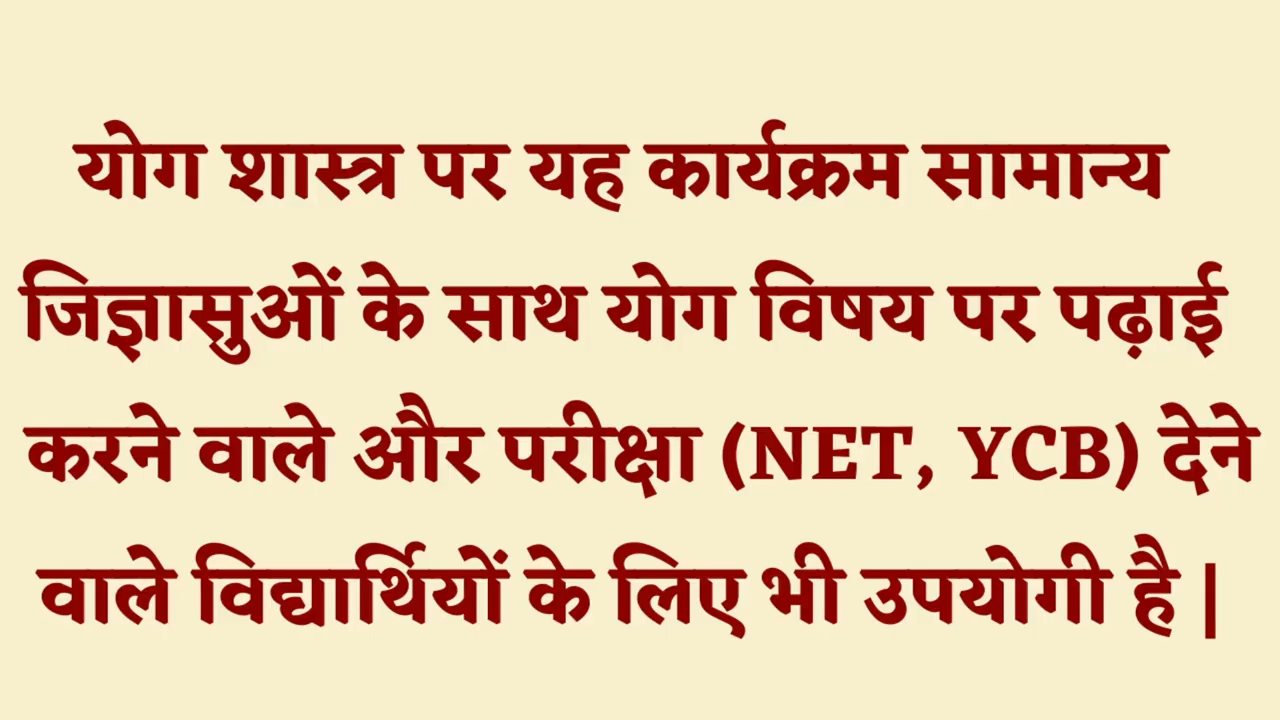 योग शास्त्र पर यह कार्यक्रम सामान्य
जिज्ञासुओं के साथ योग विषय पर पढ़ाई
करने वाले और परीक्षा (NET, YCB) देने
वाले विद्यार्थियों के लिए भी उपयोगी है |